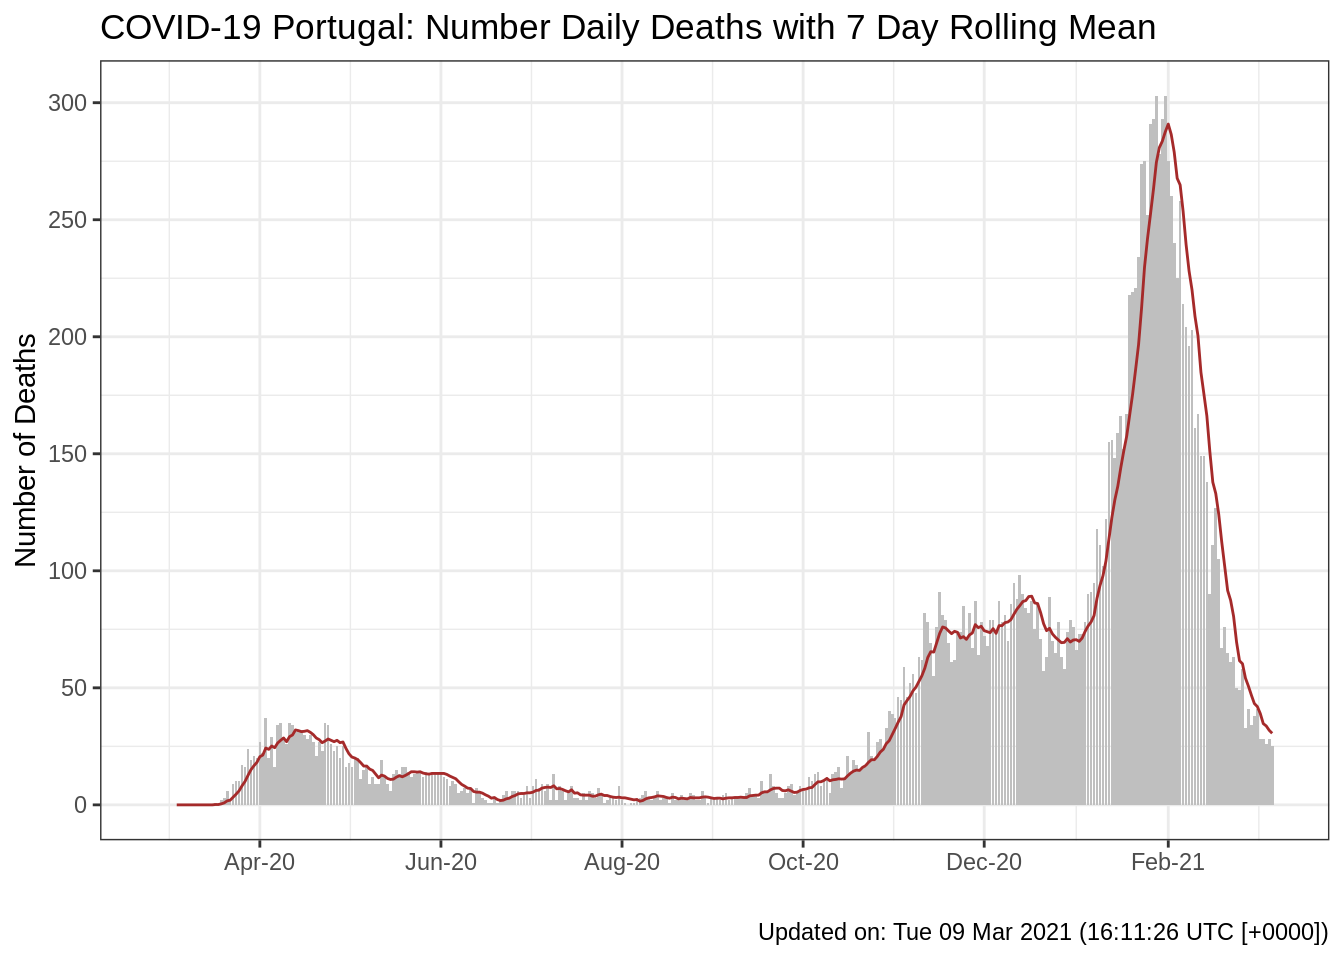 COVID-19 Portugal: Number Daily Deaths with 7 Day Rolling Mean
Number of Deaths
300
250
200
150
100
50
0
Apr-20 Jun-20 Aug-20 Oct-20 Dec-20 Feb-21
Updated on: Tue 09 Mar 2021 (16:11:26 UTC [+0000])